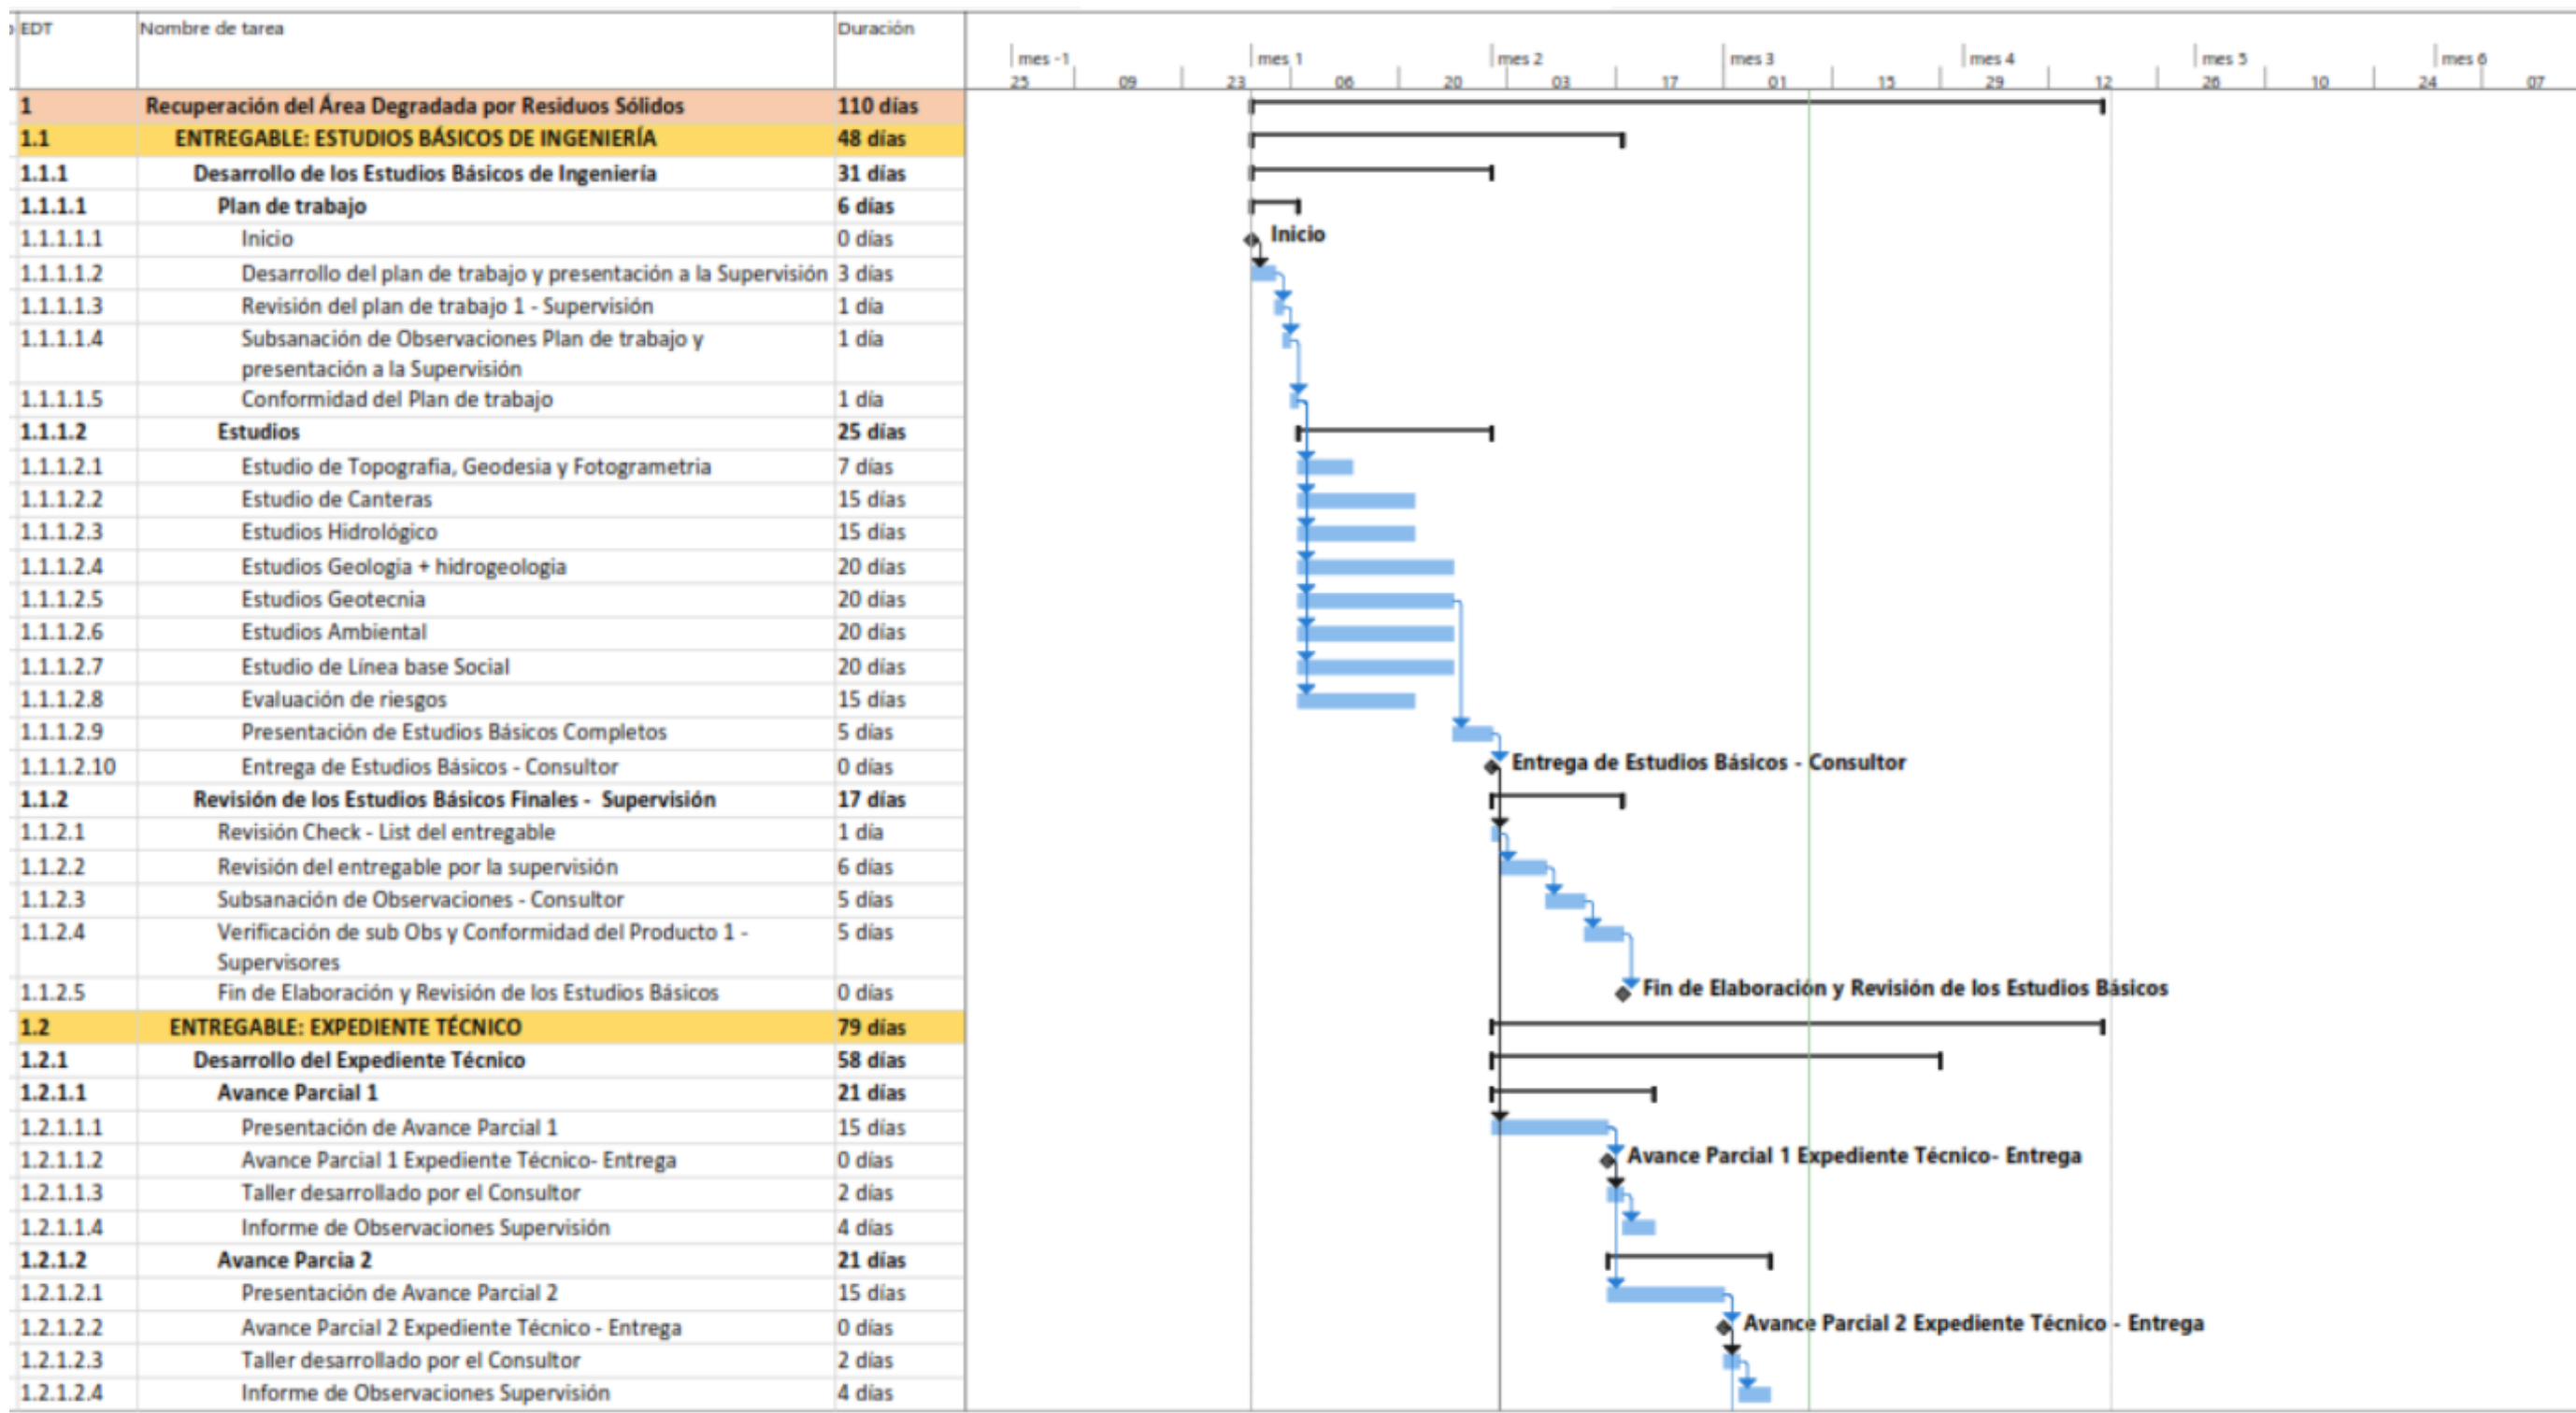 EDT Nombre de tarea Duración
mes -1 mes 1 mes 2 mes 3 mes 4 mes 5 mes 6
25 09 23 06 20 03 17 01 15 29 12 26 10 24 07
1 Recuperación del Área Degradada por Residuos Sólidos 110 días
1.1 ENTREGABLE: ESTUDIOS BÁSICOS DE INGENIERÍA 48 días
1.1.1 Desarrollo de los Estudios Básicos de Ingeniería 31 días
1.1.1.1 Plan de trabajo 6 días
1.1.1.1.1 Inicio 0 días Inicio
1.1.1.1.2 Desarrollo del plan de trabajo y presentación a la Supervisión 3 días
1.1.1.1.3 Revisión del plan de trabajo 1 - Supervisión 1 día
1.1.1.1.4 Subsanación de Observaciones Plan de trabajo y 1 día
presentación a la Supervisión
1.1.1.1.5 Conformidad del Plan de trabajo 1 día
1.1.1.2 Estudios 25 días
1.1.1.2.1 Estudio de Topografia, Geodesia y Fotogrametria 7 días
1.1.1.2.2 Estudio de Canteras 15 días
1.1.1.2.3 Estudios Hidrológico 15 días
1.1.1.2.4 Estudios Geologia + hidrogeologia 20 días
1.1.1.2.5 Estudios Geotecnia 20 días
1.1.1.2.6 Estudios Ambiental 20 días
1.1.1.2.7 Estudio de Línea base Social 20 días
1.1.1.2.8 Evaluación de riesgos 15 días
1.1.1.2.9 Presentación de Estudios Básicos Completos 5 días
1.1.1.2.10 Entrega de Estudios Básicos - Consultor 0 días Entrega de Estudios Básicos - Consultor
1.1.2 Revisión de los Estudios Básicos Finales - Supervisión 17 días
1.1.2.1 Revisión Check - List del entregable 1 día
1.1.2.2 Revisión del entregable por la supervisión 6 días
1.1.2.3 Subsanación de Observaciones - Consultor 5 días
1.1.2.4 Verificación de sub Obs y Conformidad del Producto 1 - 5 días
Supervisores
1.1.2.5 Fin de Elaboración y Revisión de los Estudios Básicos 0 días Fin de Elaboración y Revisión de los Estudios Básicos
1.2 ENTREGABLE: EXPEDIENTE TÉCNICO 79 días
1.2.1 Desarrollo del Expediente Técnico 58 días
1.2.1.1 Avance Parcial 1 21 días
1.2.1.1.1 Presentación de Avance Parcial 1 15 días
1.2.1.1.2 Avance Parcial 1 Expediente Técnico- Entrega 0 días Avance Parcial 1 Expediente Técnico- Entrega
1.2.1.1.3 Taller desarrollado por el Consultor 2 días
1.2.1.1.4 Informe de Observaciones Supervisión 4 días
1.2.1.2 Avance Parcia 2 21 días
1.2.1.2.1 Presentación de Avance Parcial 2 15 días
1.2.1.2.2 Avance Parcial 2 Expediente Técnico - Entrega 0 días Avance Parcial 2 Expediente Técnico - Entrega
1.2.1.2.3 Taller desarrollado por el Consultor 2 días
1.2.1.2.4 Informe de Observaciones Supervisión 4 días